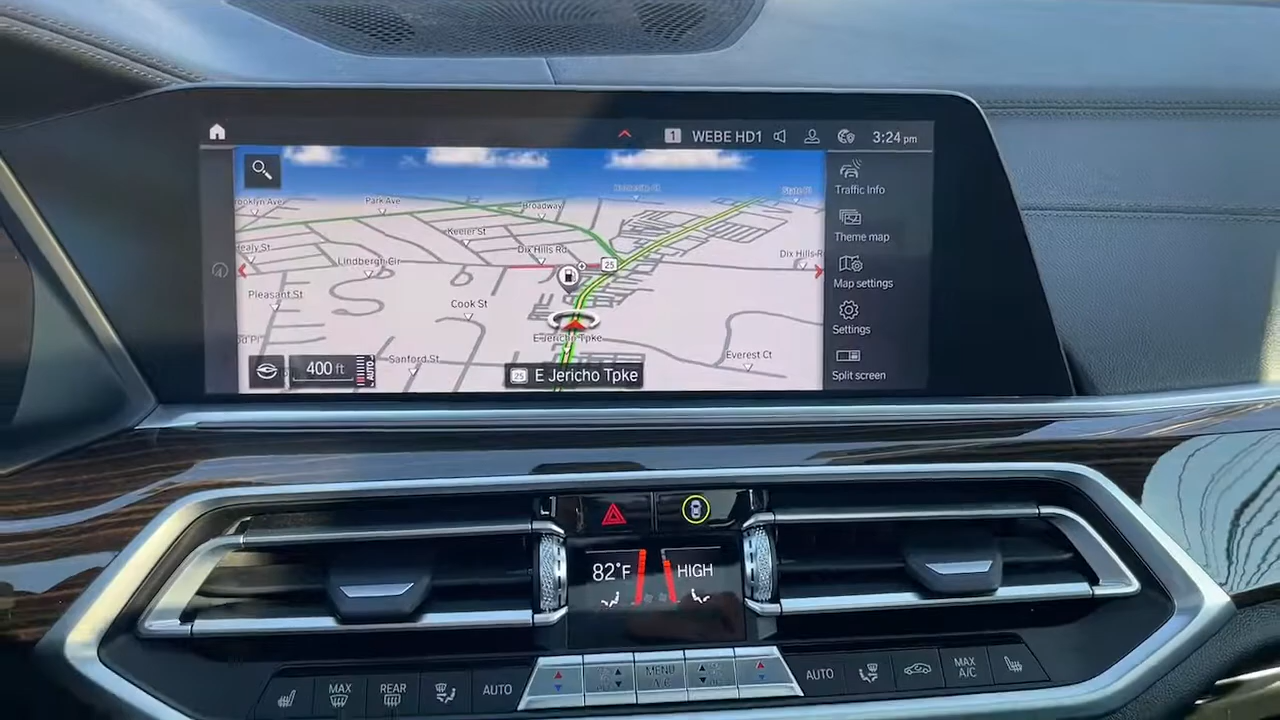 1 WEBE HD1 3:24 pm
Traffic Info
Theme map
Map settings
Settings
Split screen
Park Ave
Broadway
Keeler St
Dix Hills Rd
25
Dix Hills R
Lindbergh Cir
Pleasant St
Cook St
E Jericho Tpke
Sanford St
Everest Ct
400 ft
AUTO
25 E Jericho Tpke
82°F HIGH
MAX
REAR
AUTO
MENU
A/C
AUTO
MAX
A/C